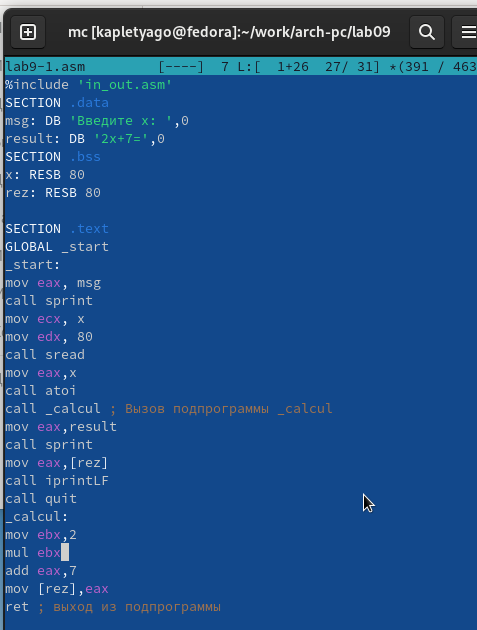 mc [kapletyago@fedora]:~/work/arch-pc/lab09
lab9-1.asm [----] 7 L:[ 1+26 27/ 31] *(391 / 463
%include 'in_out.asm'
SECTION .data
msg: DB 'Введите x: ',0
result: DB '2x+7=',0
SECTION .bss
x: RESB 80
rez: RESB 80
SECTION .text
GLOBAL _start
_start:
mov eax, msg
call sprint
mov ecx, x
mov edx, 80
call sread
mov eax,x
call atoi
call _calcul ; Вызов подпрограммы _calcul
mov eax,result
call sprint
mov eax,[rez]
call iprintLF
call quit
_calcul:
mov ebx,2
mul ebx
add eax,7
mov [rez],eax
ret ; выход из подпрограммы